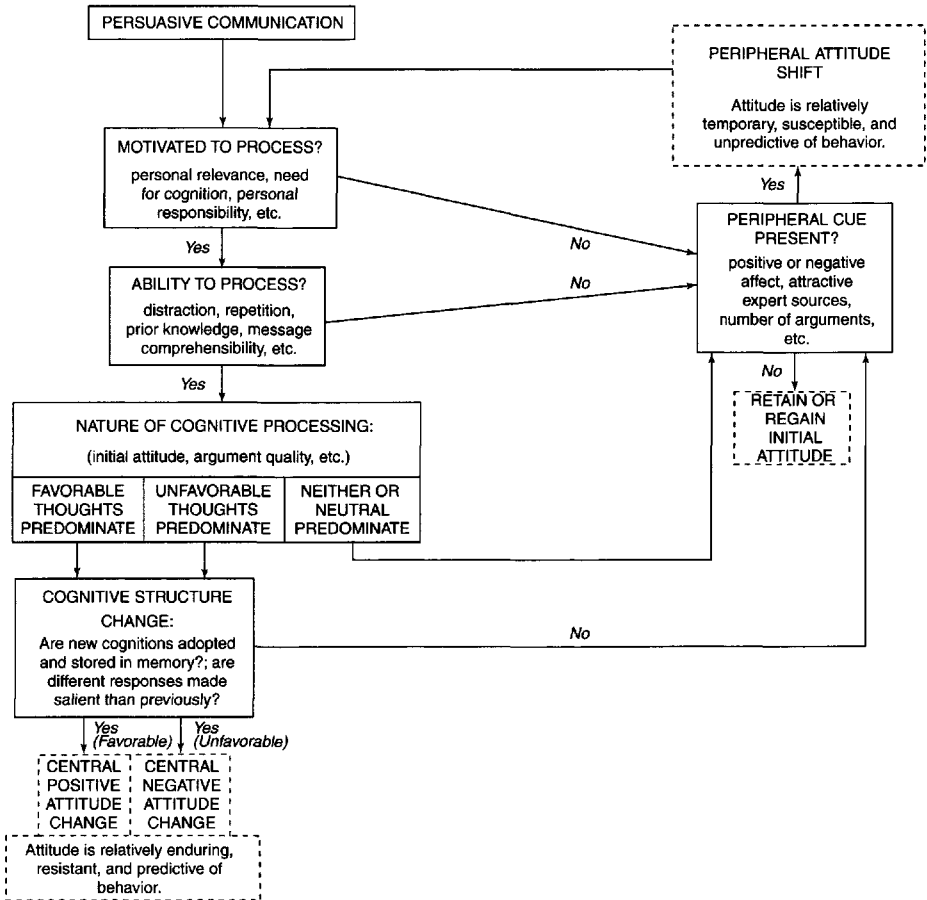 PERSUASIVE COMMUNICATION
PERIPHERAL ATTITUDE
SHIFT
Attitude is relatively
temporary, susceptible, and
unpredictive of behavior.
MOTIVATED TO PROCESS?
personal relevance, need
for cognition, personal
responsibility, etc.
Yes
No
Yes
PERIPHERAL CUE
PRESENT?
positive or negative
affect, attractive
expert sources,
number of arguments,
etc.
ABILITY TO PROCESS?
distraction, repetition,
prior knowledge, message
comprehensibility, etc.
No
Yes
No
RETAIN OR
REGAIN
INITIAL
ATTITUDE
NATURE OF COGNITIVE PROCESSING:
(initial attitude, argument quality, etc.)
FAVORABLE
THOUGHTS
PREDOMINATE
UNFAVORABLE
THOUGHTS
PREDOMINATE
NEITHER OR
NEUTRAL
PREDOMINATE
COGNITIVE STRUCTURE
CHANGE:
Are new cognitions adopted
and stored in memory?; are
different responses made
salient than previously?
No
Yes
(Favorable)
Yes
(Unfavorable)
CENTRAL
POSITIVE
ATTITUDE
CHANGE
CENTRAL
NEGATIVE
ATTITUDE
CHANGE
Attitude is relatively enduring,
resistant, and predictive of
behavior.